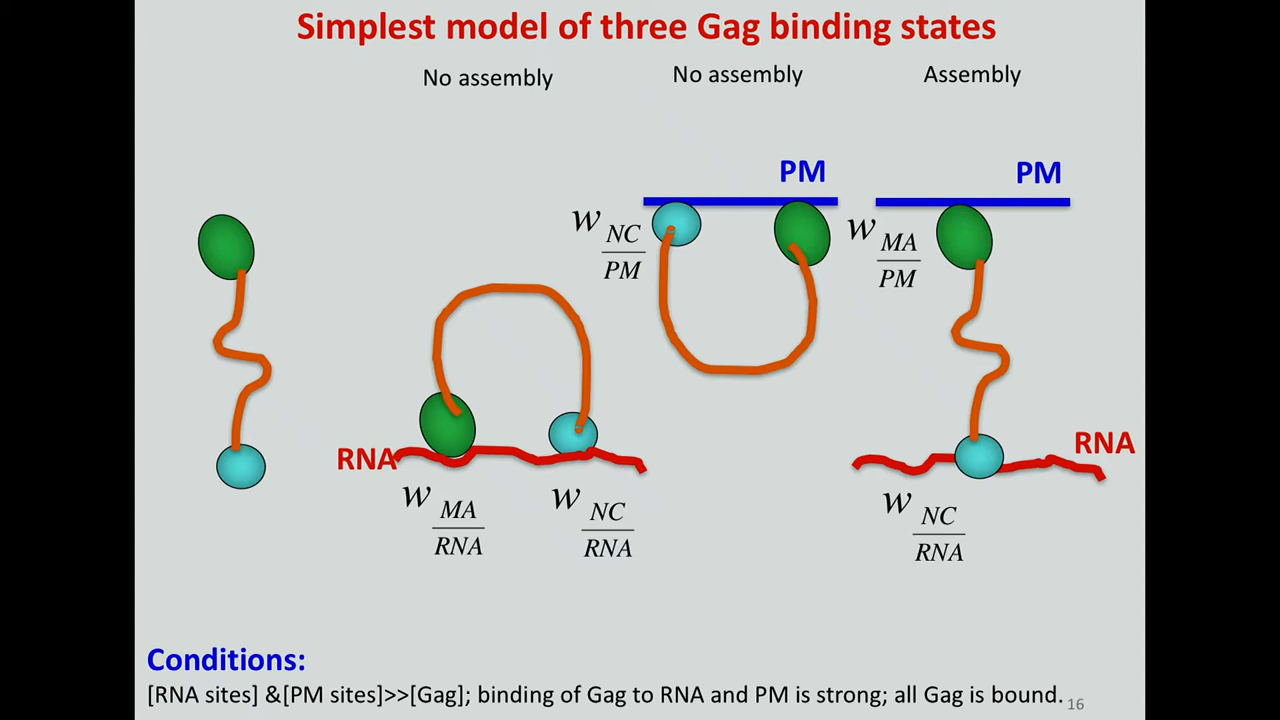 Simplest model of three Gag binding states
No assembly
No assembly
Assembly
PM
PM
w NC/PM
w MA/PM
RNA
RNA
w MA/RNA
w NC/RNA
w NC/RNA
Conditions:
[RNA sites] &[PM sites]>>[Gag]; binding of Gag to RNA and PM is strong; all Gag is bound.
16